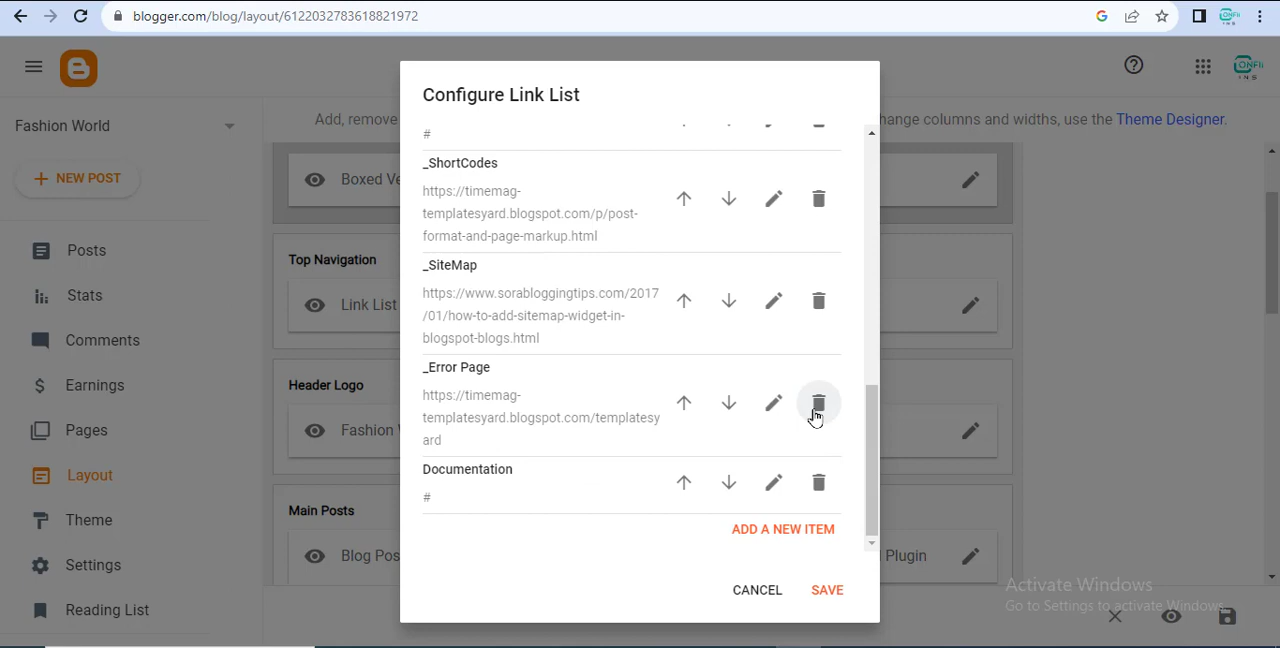 blogger.com/blog/layout/6122032783618821972
Fashion World
NEW POST
Posts
Stats
Comments
Earnings
Pages
Layout
Theme
Settings
Reading List
Add, remove
hange columns and widths, use the Theme Designer.
Boxed Ve
Top Navigation
Link List
Header Logo
Fashion
Main Posts
Blog Pos
Plugin
Configure Link List
#
_ShortCodes
https://timemag-
templatesyard.blogspot.com/p/post-
format-and-page-markup.html
_SiteMap
https://www.sorabloggingtips.com/2017
/01/how-to-add-sitemap-widget-in-
blogspot-blogs.html
_Error Page
https://timemag-
templatesyard.blogspot.com/templatesy
ard
Documentation
#
ADD A NEW ITEM
CANCEL
SAVE
Activate Windows
Go to Settings to activate Windows.